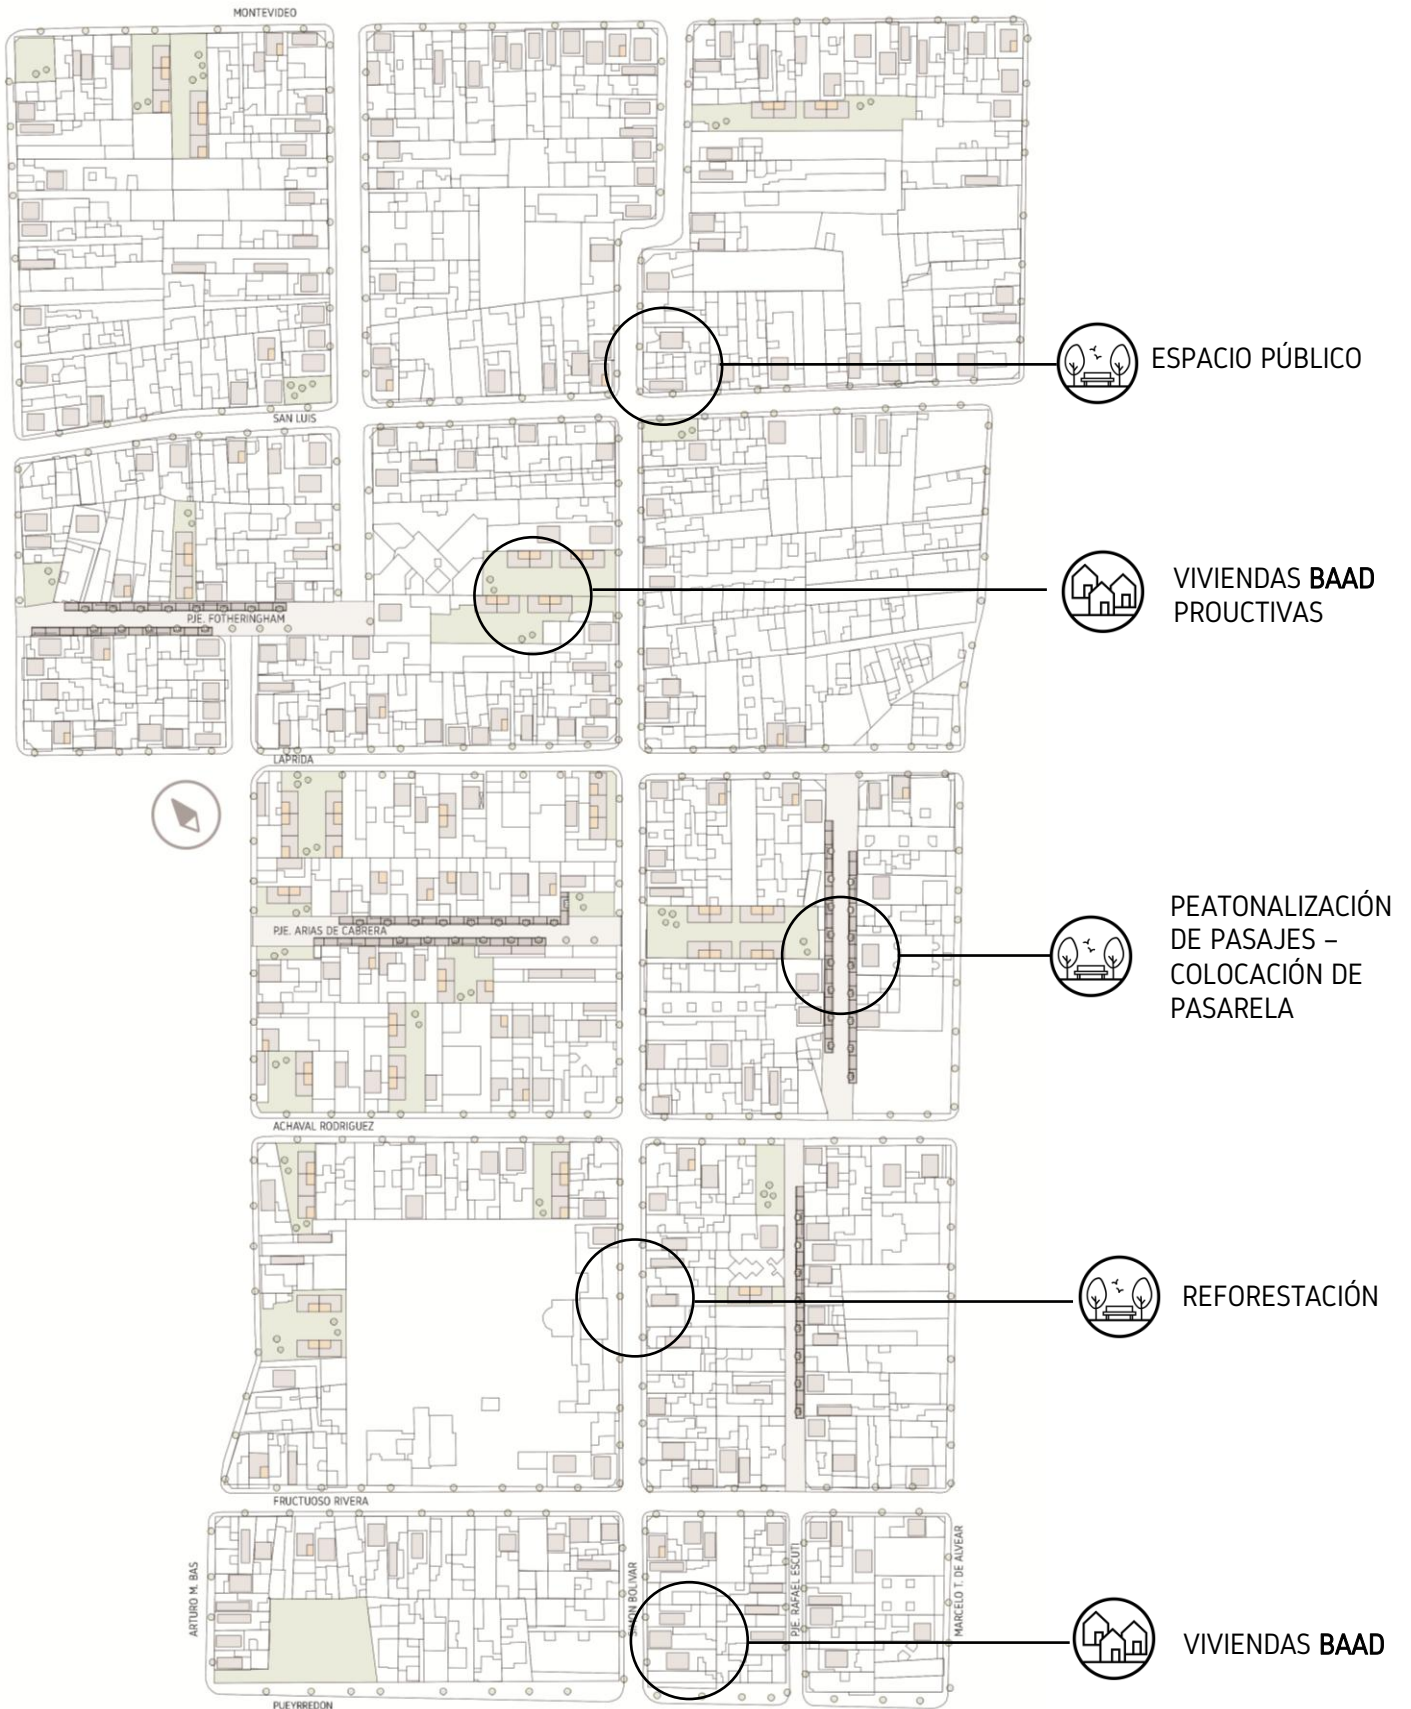 MONTEVIDEO
ESPACIO PÚBLICO
SAN LUIS
VIVIENDAS BAAD
PROUCTIVAS
PJE. FOTHERINGHAM
LAPRIDA
PEATONALIZACIÓN
DE PASAJES –
COLOCACIÓN DE
PASARELA
PJE. ARIAS DE CABRERA
ACHAVAL RODRIGUEZ
REFORESTACIÓN
FRUCTUOSO RIVERA
ARTURO M. BAS
SIMON BOLIVAR
PJE. RAFAEL ESCUTI
MARCELO T. DE ALVEAR
VIVIENDAS BAAD
PUEYRREDON